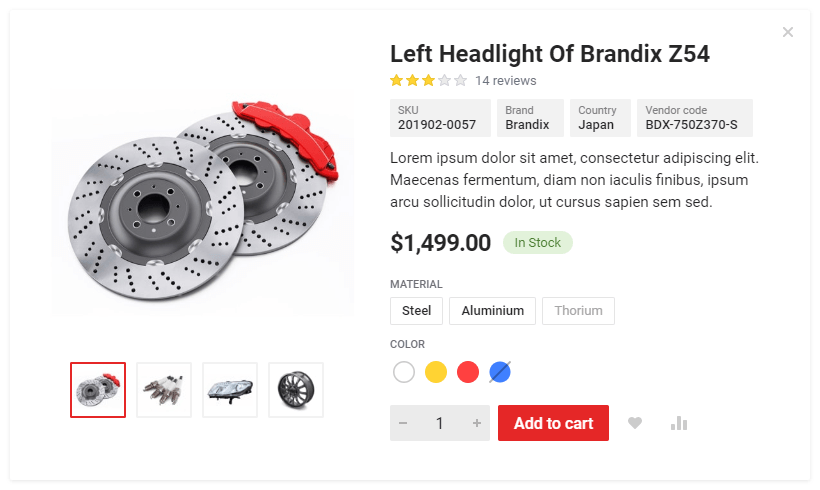 Left Headlight Of Brandix Z54
14 reviews
SKU
201902-0057
Brand
Brandix
Country
Japan
Vendor code
BDX-750Z370-S
Lorem ipsum dolor sit amet, consectetur adipiscing elit.
Maecenas fermentum, diam non iaculis finibus, ipsum
arcu sollicitudin dolor, ut cursus sapien sem sed.
$1,499.00 In Stock
MATERIAL
Steel Aluminium Thorium
COLOR
− 1 + Add to cart